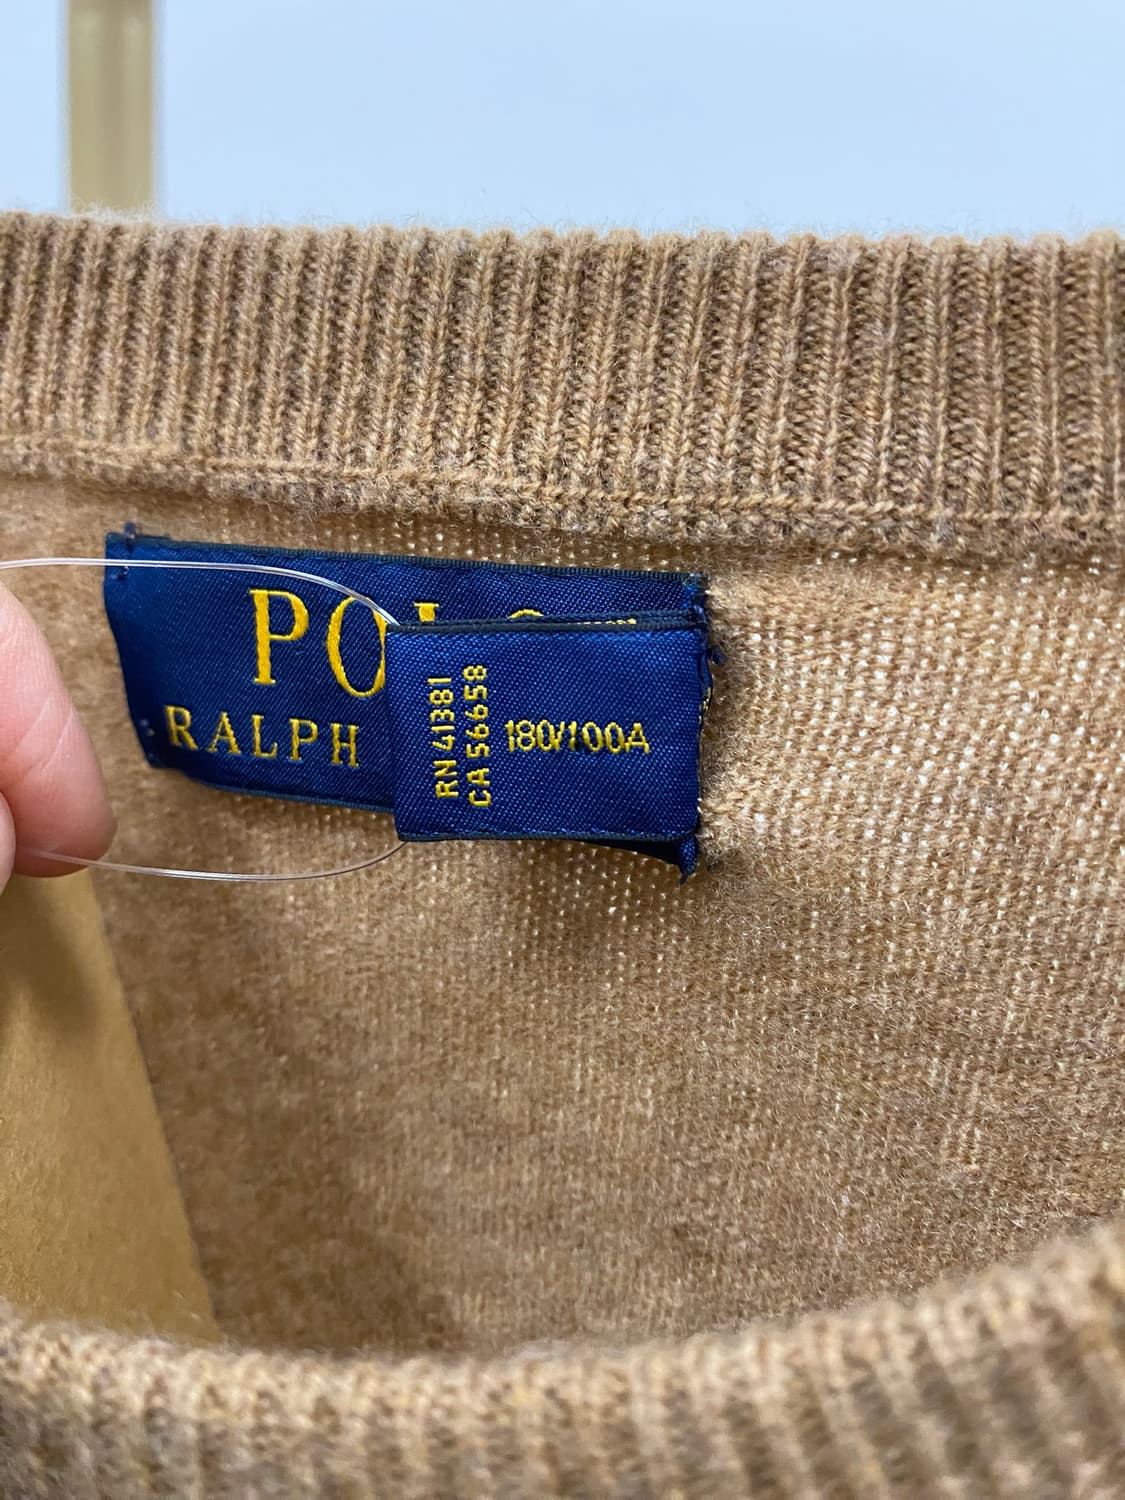 PO
RALPH
RN 41381
CA 56658
180/100A